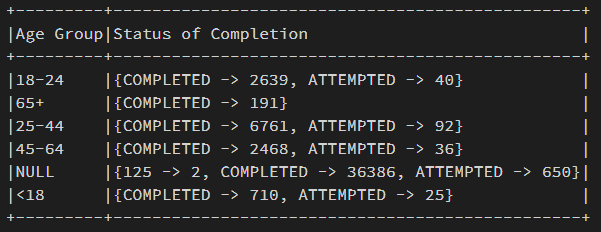 +---------+-----------------------------------------------+
|Age Group|Status of Completion                           |
+---------+-----------------------------------------------+
|18-24    |{COMPLETED -> 2639, ATTEMPTED -> 40}           |
|65+      |{COMPLETED -> 191}                             |
|25-44    |{COMPLETED -> 6761, ATTEMPTED -> 92}           |
|45-64    |{COMPLETED -> 2468, ATTEMPTED -> 36}           |
|NULL     |{125 -> 2, COMPLETED -> 36386, ATTEMPTED -> 650}|
|<18      |{COMPLETED -> 710, ATTEMPTED -> 25}            |
+---------+-----------------------------------------------+